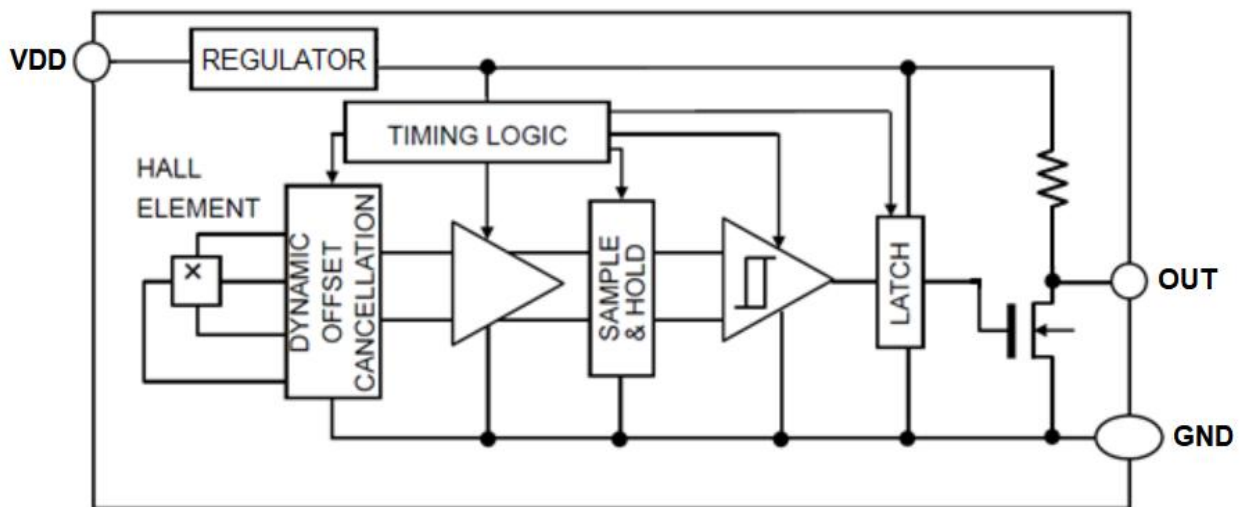 VDD
REGULATOR
TIMING LOGIC
HALL
ELEMENT
DYNAMIC
OFFSET
CANCELLATION
SAMPLE
& HOLD
LATCH
OUT
GND